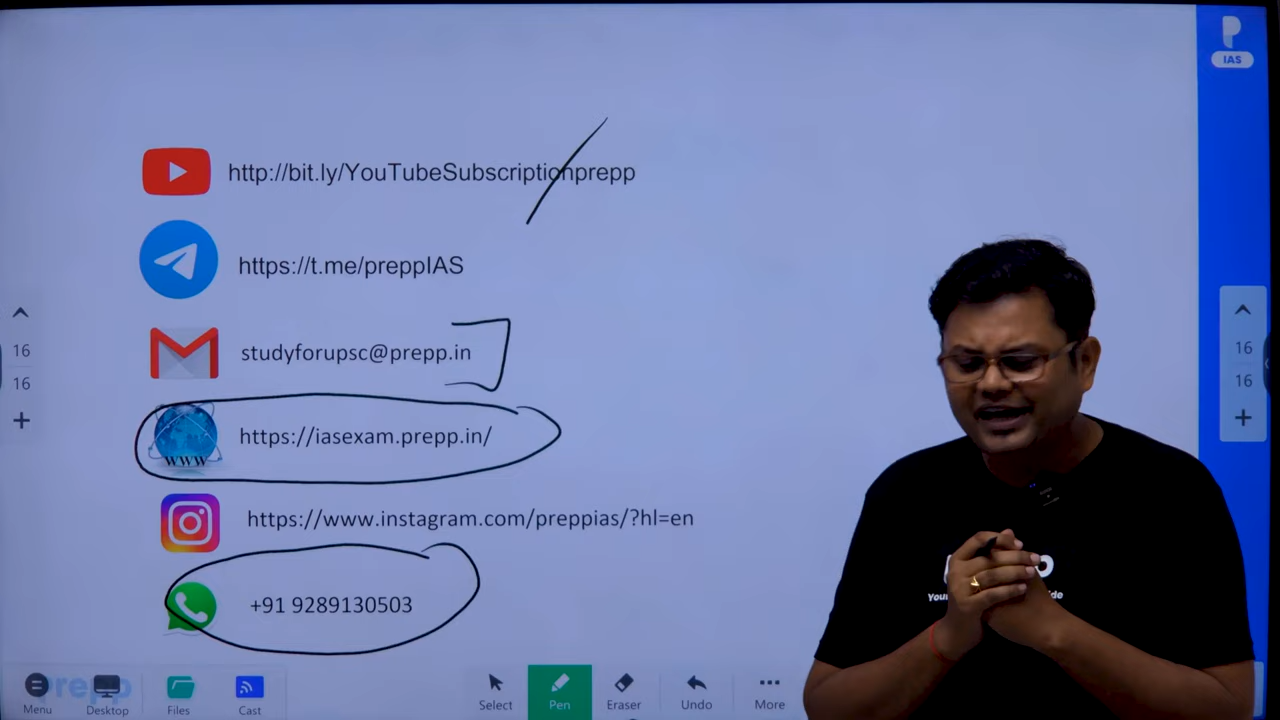 IAS
http://bit.ly/YouTubeSubscriptionprepp
https://t.me/preppIAS
studyforupsc@prepp.in
www
https://iasexam.prepp.in/
https://www.instagram.com/preppias/?hl=en
+91 9289130503
16
16
16
16
Prepp
Menu
Desktop
Files
Cast
Select
Pen
Eraser
Undo
More